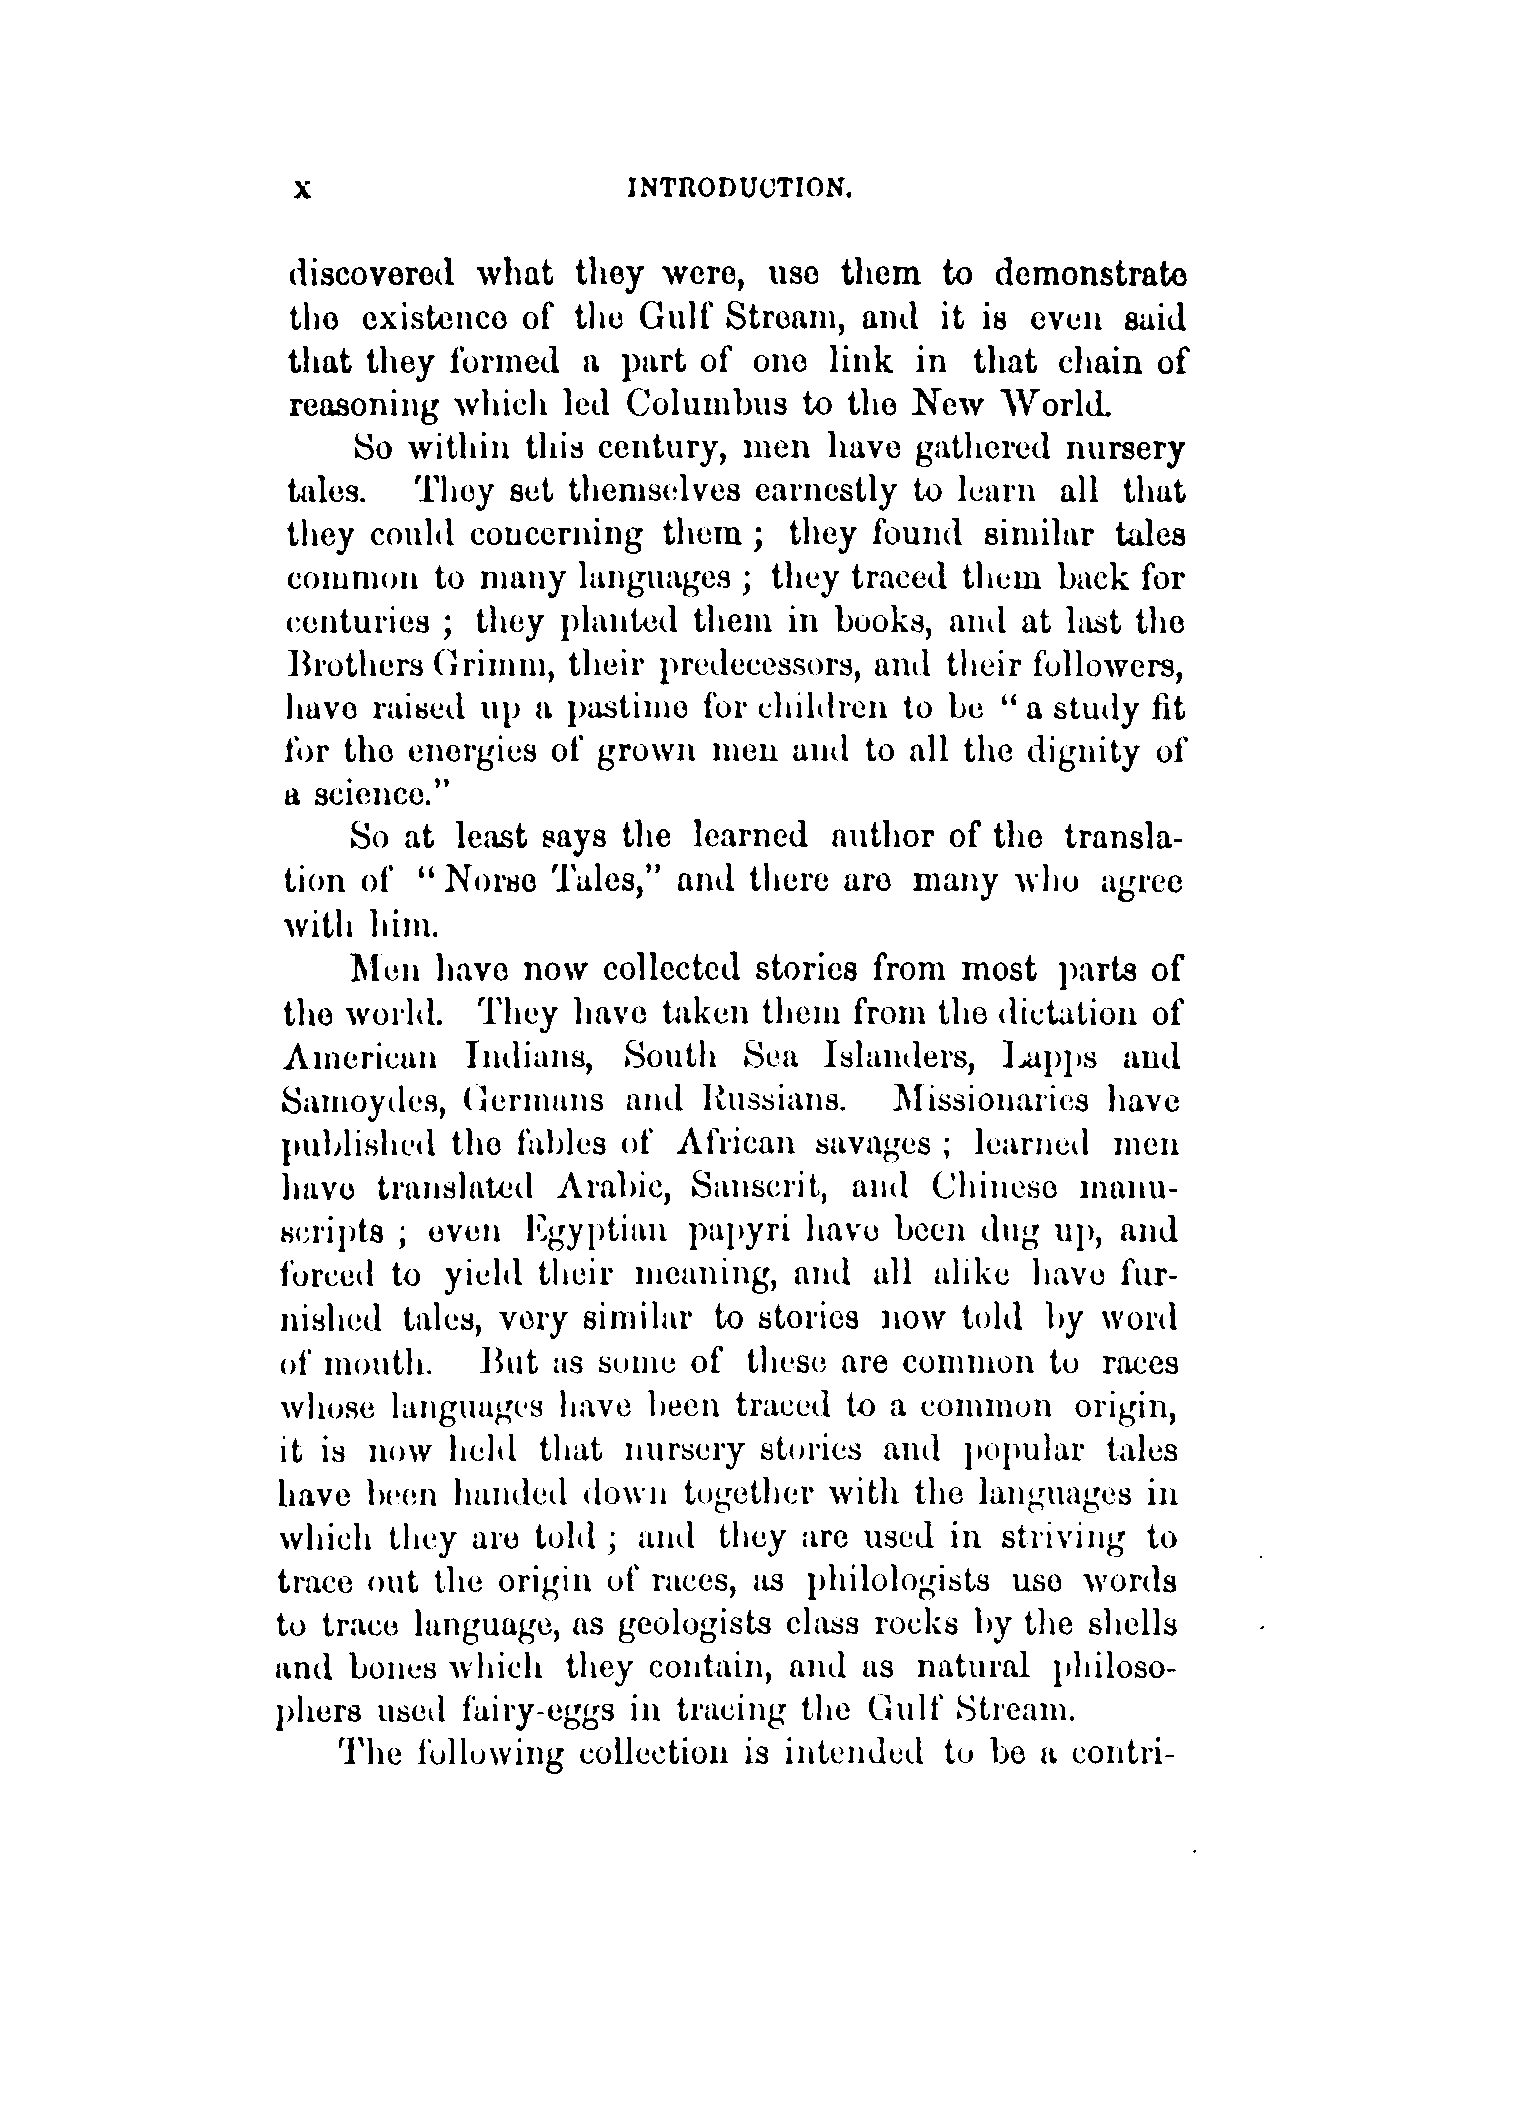 x INTRODUCTION.
discovered what they were, use them to demonstrate
the existence of the Gulf Stream, and it is even said
that they formed a part of one link in that chain of
reasoning which led Columbus to the New World.
So within this century, men have gathered nursery
tales. They set themselves earnestly to learn all that
they could concerning them ; they found similar tales
common to many languages ; they traced them back for
centuries ; they planted them in books, and at last the
Brothers Grimm, their predecessors, and their followers,
have raised up a pastime for children to be " a study fit
for the energies of grown men and to all the dignity of
a science."
So at least says the learned author of the transla-
tion of " Norse Tales," and there are many who agree
with him.
Men have now collected stories from most parts of
the world. They have taken them from the dictation of
American Indians, South Sea Islanders, Lapps and
Samoydes, Germans and Russians. Missionaries have
published the fables of African savages ; learned men
have translated Arabic, Sanscrit, and Chinese manu-
scripts ; even Egyptian papyri have been dug up, and
forced to yield their meaning, and all alike have fur-
nished tales, very similar to stories now told by word
of mouth. But as some of these are common to races
whose languages have been traced to a common origin,
it is now held that nursery stories and popular tales
have been handed down together with the languages in
which they are told ; and they are used in striving to
trace out the origin of races, as philologists use words
to trace language, as geologists class rocks by the shells
and bones which they contain, and as natural philoso-
phers used fairy-eggs in tracing the Gulf Stream.
The following collection is intended to be a contri-